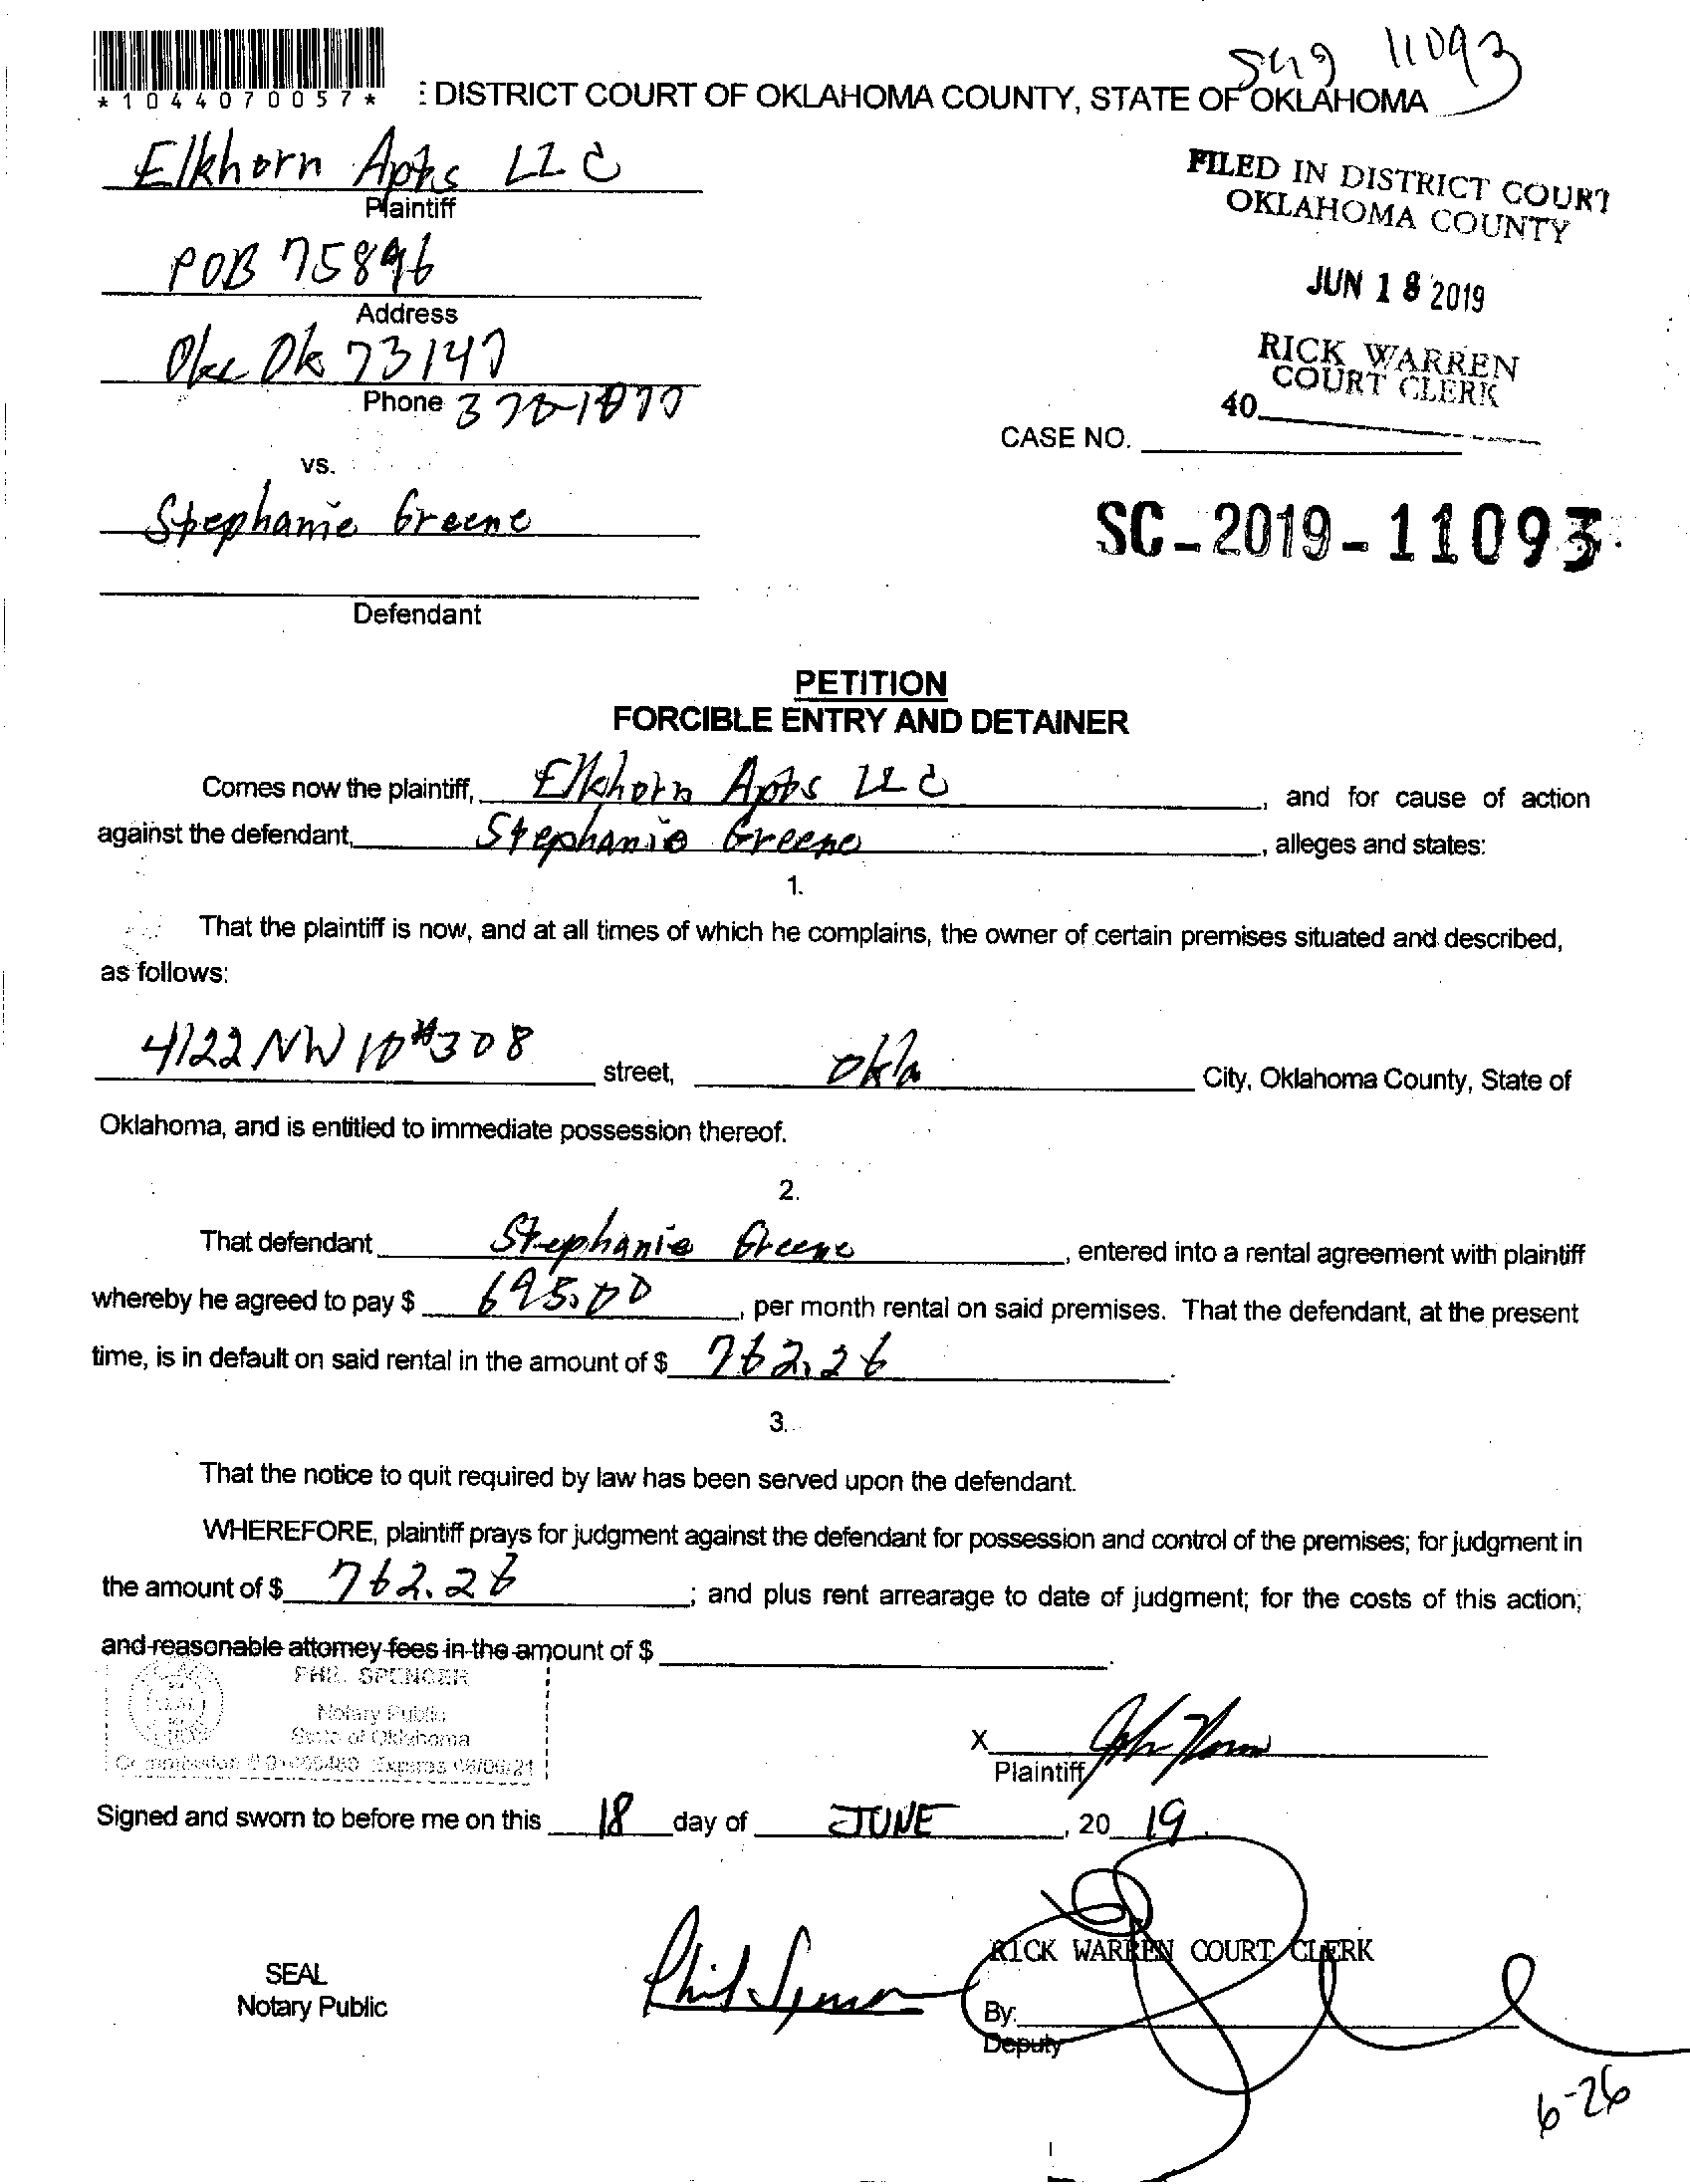 SC19 11093
*1044070057*
: DISTRICT COURT OF OKLAHOMA COUNTY, STATE OF OKLAHOMA
Elkhorn Apts LLC
Plaintiff
FILED IN DISTRICT COURT
OKLAHOMA COUNTY
POB 75896
Address
JUN 18 2019
Okc Ok 73147
Phone
RICK WARREN
COURT CLERK
40
CASE NO.
vs.
Stephanie Greene
SC-2019-11093
Defendant
PETITION
FORCIBLE ENTRY AND DETAINER
Comes now the plaintiff, Elkhorn Apts LLC, and for cause of action
against the defendant, Stephanie Greene, alleges and states:
1.
That the plaintiff is now, and at all times of which he complains, the owner of certain premises situated and described,
as follows:
4122 NW 10 #308 street, Okla City, Oklahoma County, State of
Oklahoma, and is entitled to immediate possession thereof.
2.
That defendant Stephanie Greene, entered into a rental agreement with plaintiff
whereby he agreed to pay $ 695.00, per month rental on said premises. That the defendant, at the present
time, is in default on said rental in the amount of $ 762.26.
3.
That the notice to quit required by law has been served upon the defendant.
WHEREFORE, plaintiff prays for judgment against the defendant for possession and control of the premises; for judgment in
the amount of $ 762.26; and plus rent arrearage to date of judgment; for the costs of this action;
and reasonable attorney fees in the amount of $.
PHIL SPENCER
Notary Public
State of Oklahoma
Commission # Expires
X
Plaintiff
Signed and sworn to before me on this 18 day of JUNE, 2019.
SEAL
Notary Public
Phil Spencer
RICK WARREN COURT CLERK
By:
Deputy
6-26